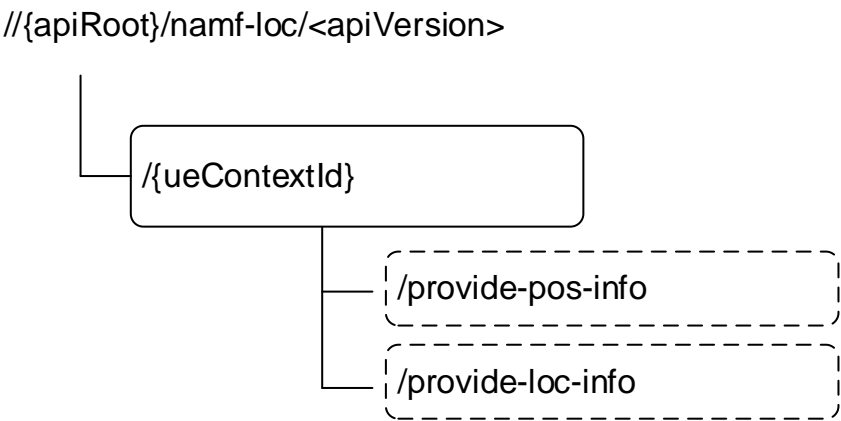 //{apiRoot}/namf-loc/<apiVersion>
/{ueContextId}
/provide-pos-info
/provide-loc-info